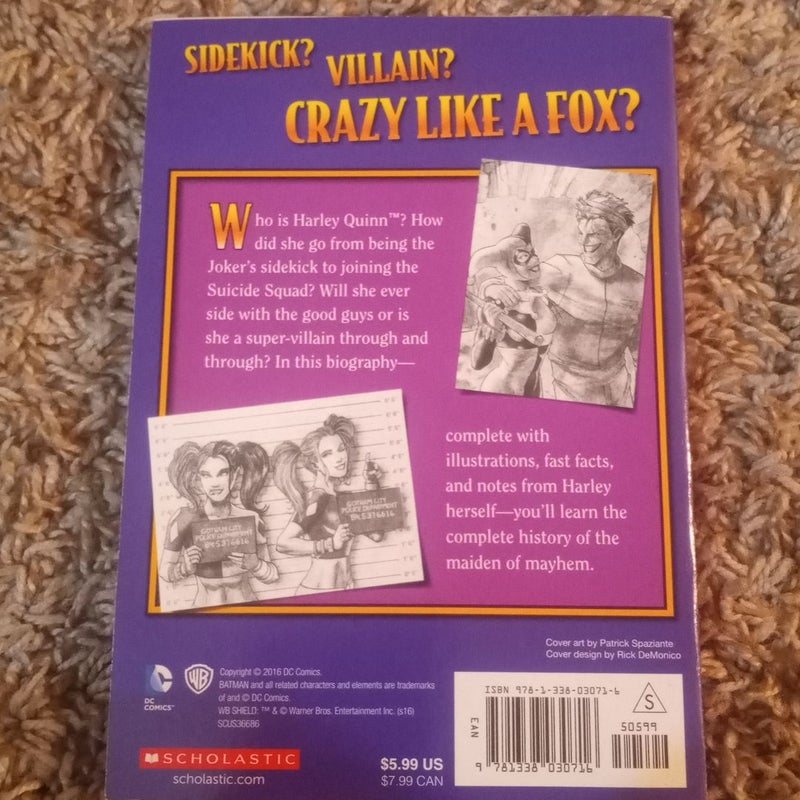 SIDEKICK?
VILLAIN?
CRAZY LIKE A FOX?
Who is Harley Quinn™? How
did she go from being the
Joker's sidekick to joining the
Suicide Squad? Will she ever
side with the good guys or is
she a super-villain through and
through? In this biography—
GOTHAM CITY
POLICE DEPARTMENT
GOTHAM CITY
POLICE DEPARTMENT
complete with
illustrations, fast facts,
and notes from Harley
herself—you'll learn the
complete history of the
maiden of mayhem.
Cover art by Patrick Spaziante
Cover design by Rick DeMonico
DC
COMICS™
WB
Copyright © 2016 DC Comics.
BATMAN and all related characters and elements are trademarks
of and © DC Comics.
WB SHIELD: ™ & © Warner Bros. Entertainment Inc. (s16)
SCUS36686
SCHOLASTIC
scholastic.com
$5.99 US
$7.99 CAN
ISBN 978-1-338-03071-6
EAN
9 781338 030716
S
50599